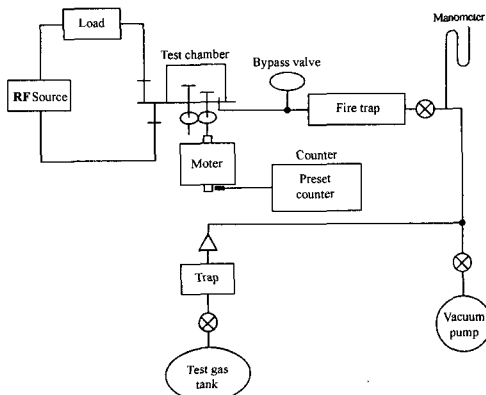 Load
Manometer
Test chamber
Bypass valve
RF Source
Fire trap
Moter
Counter
Preset
counter
Trap
Vacuum
pump
Test gas
tank